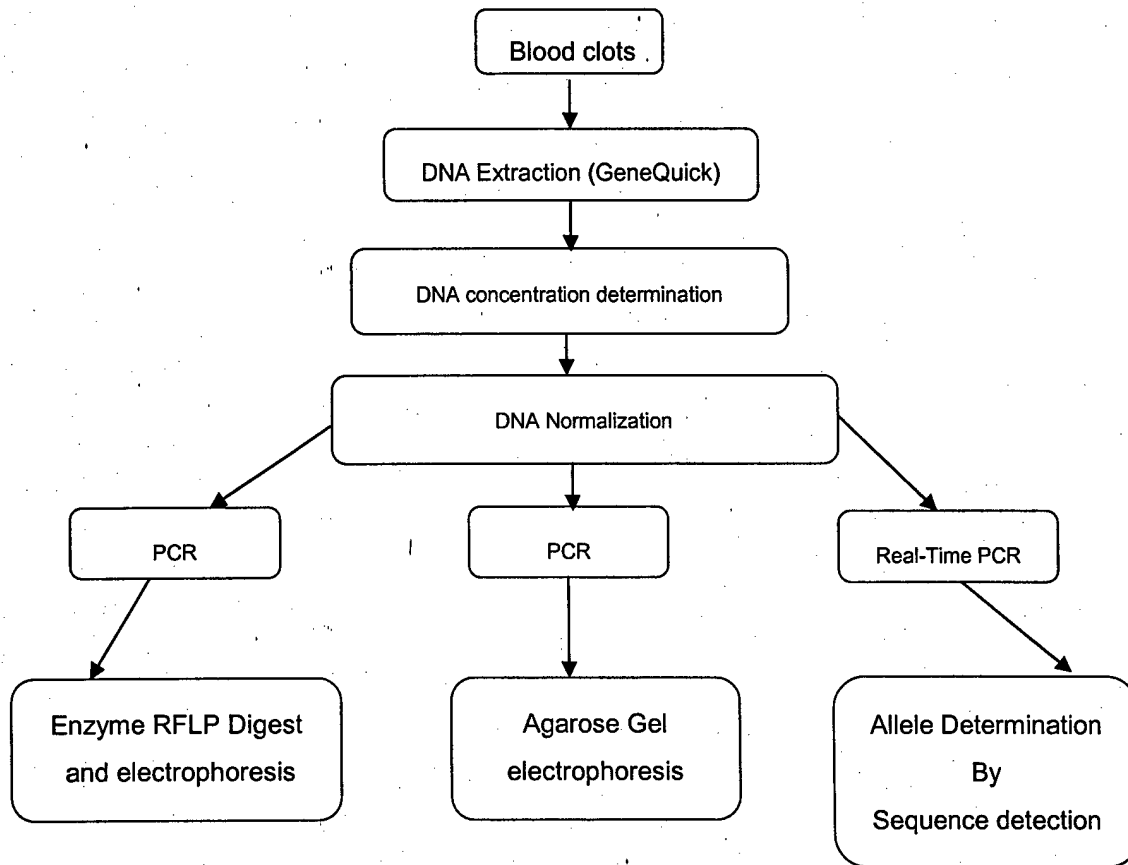 Blood clots
DNA Extraction (GeneQuick)
DNA concentration determination
DNA Normalization
PCR
PCR
Real-Time PCR
Enzyme RFLP Digest
and electrophoresis
Agarose Gel
electrophoresis
Allele Determination
By
Sequence detection